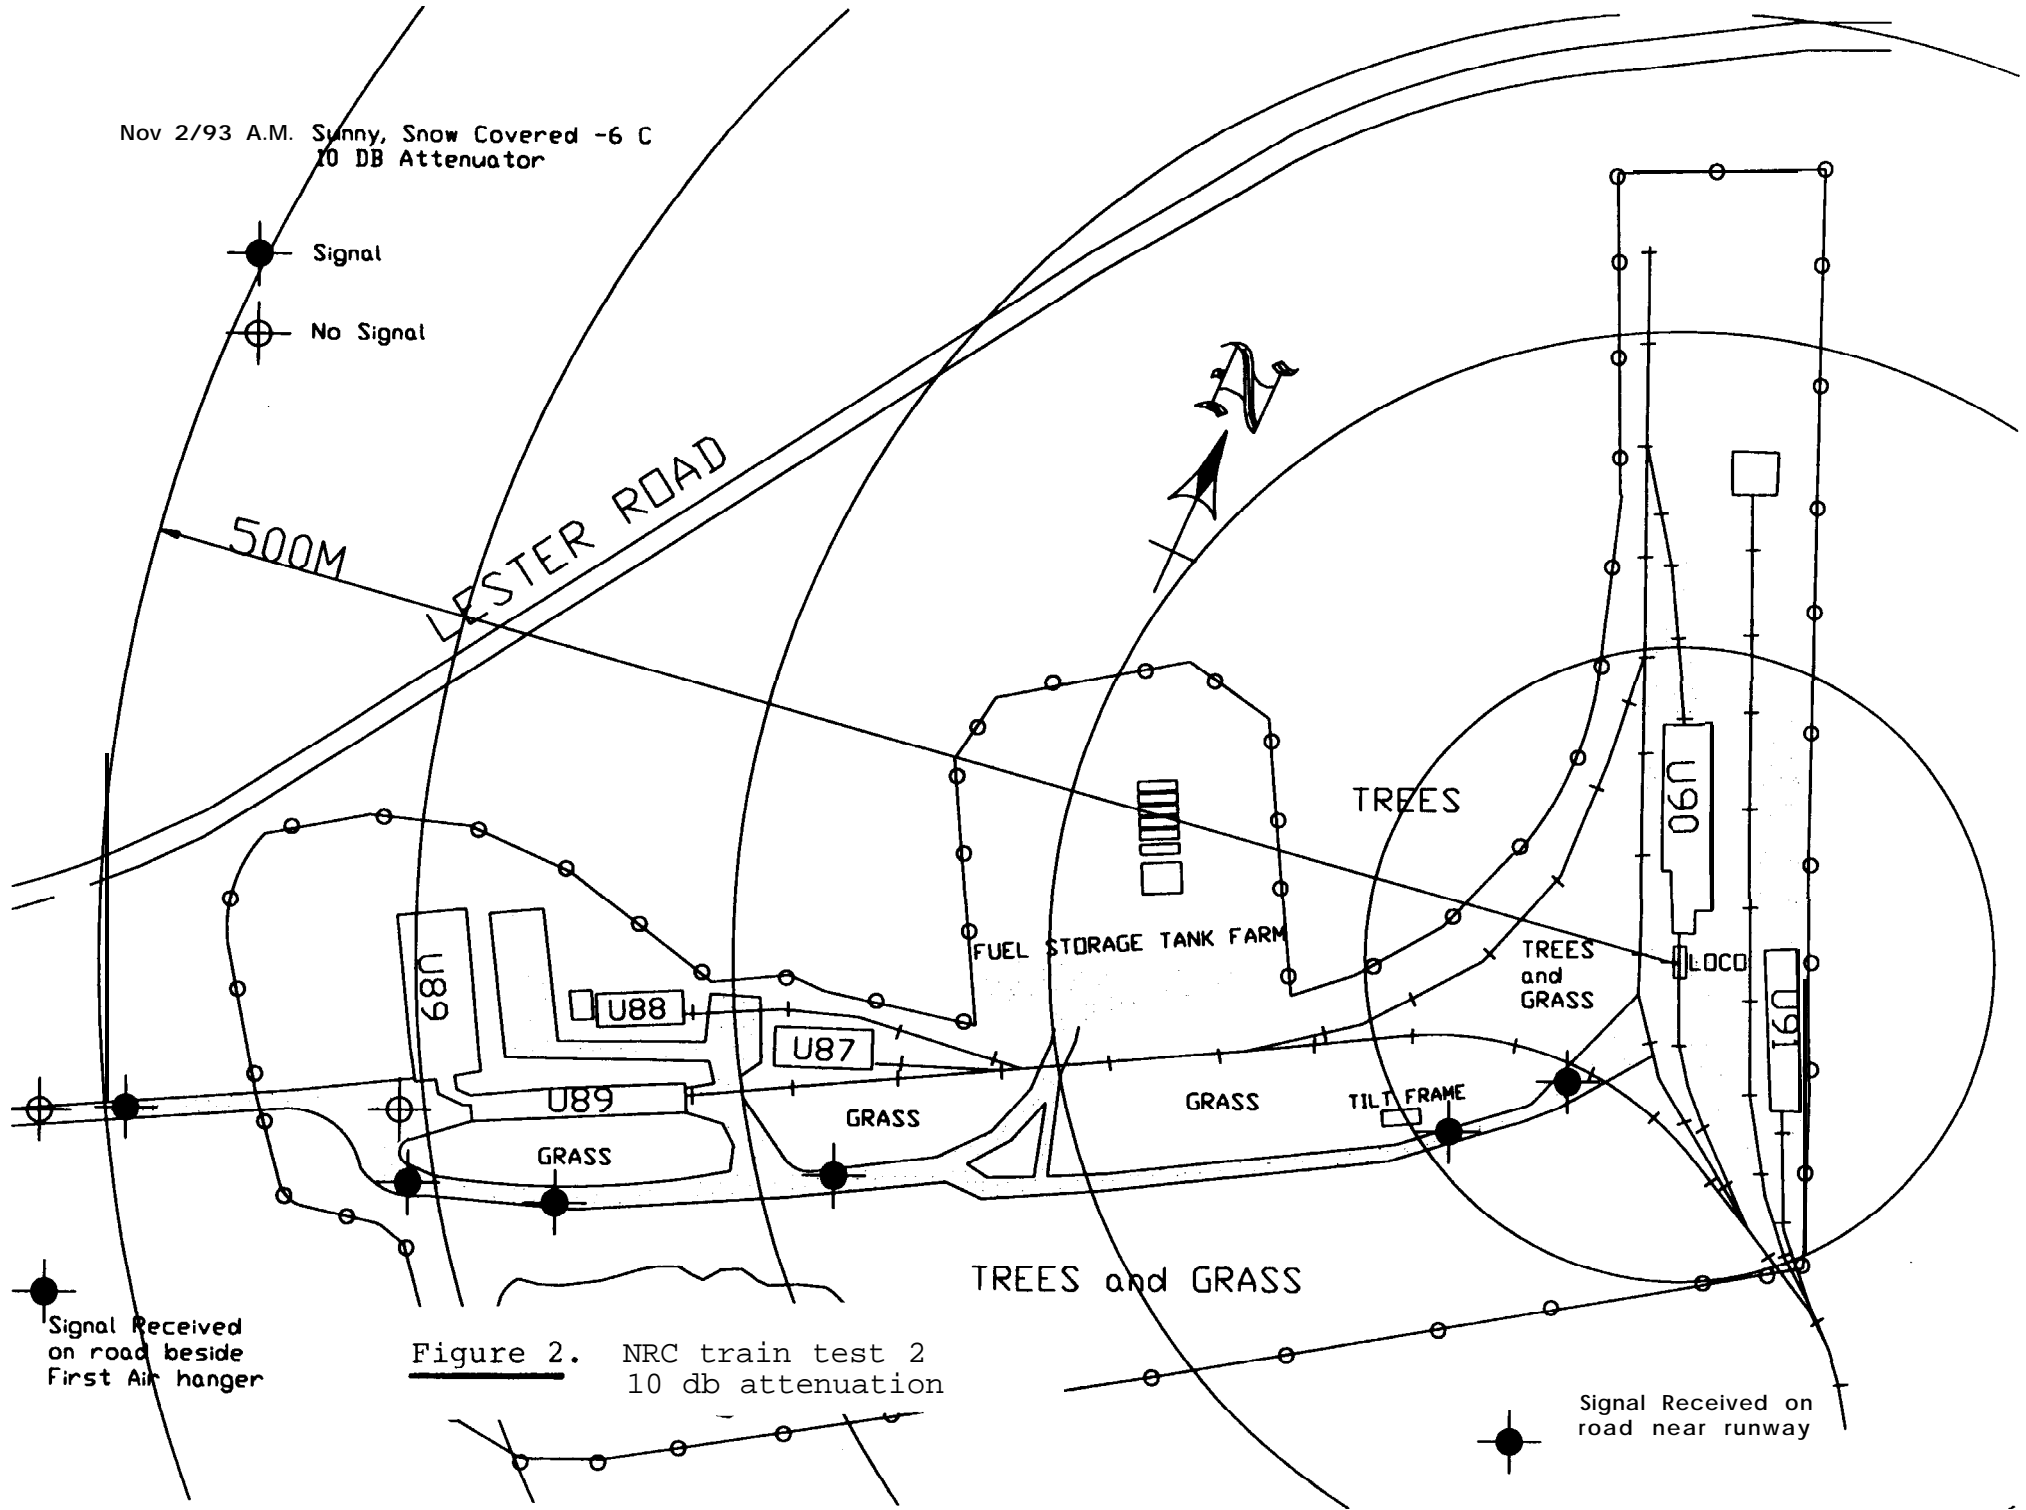 Nov 2/93 A.M. Sunny, Snow Covered -6 C
10 DB Attenuator
Signal
No Signal
500M
LESTER ROAD
N
TREES
U90
FUEL STORAGE TANK FARM
TREES
and
GRASS
LOCO
U91
U89
U88
U87
U89
GRASS
GRASS
GRASS
TILT FRAME
TREES and GRASS
Signal Received
on road beside
First Air hanger
Figure 2. NRC train test 2
10 db attenuation
Signal Received on
road near runway